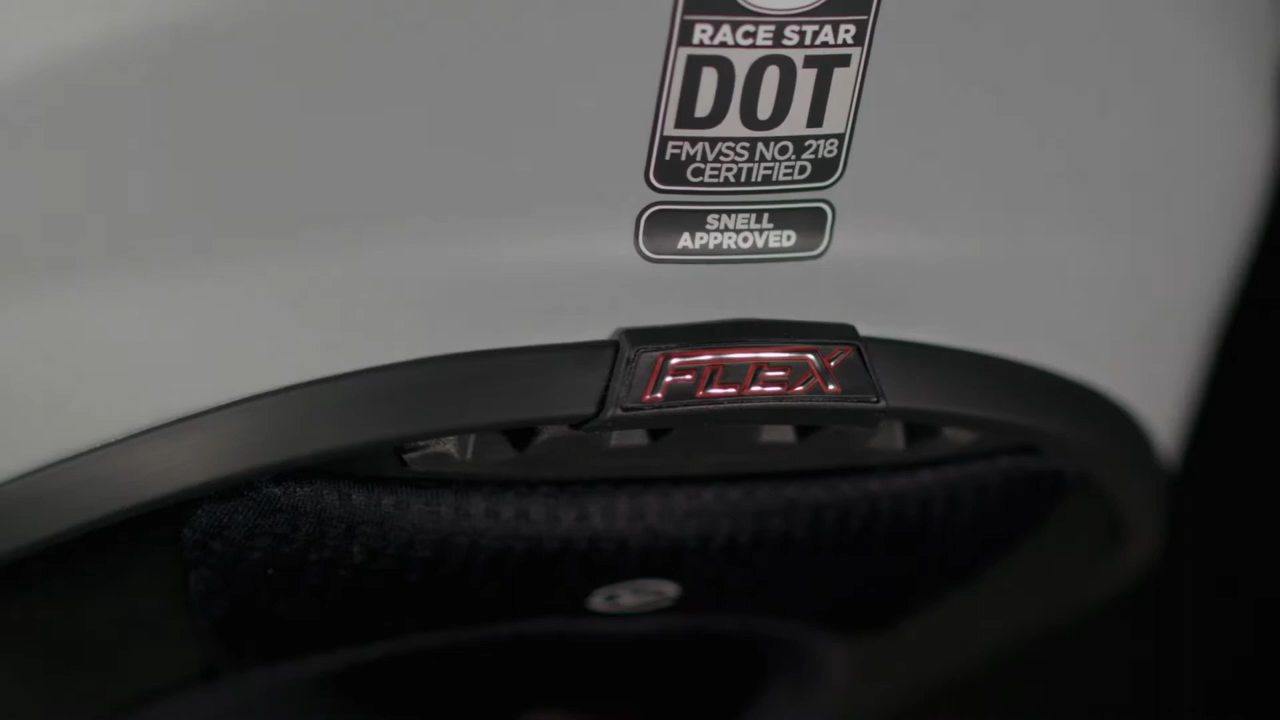 RACE STAR
DOT
FMVSS NO. 218
CERTIFIED
SNELL
APPROVED
FLEX